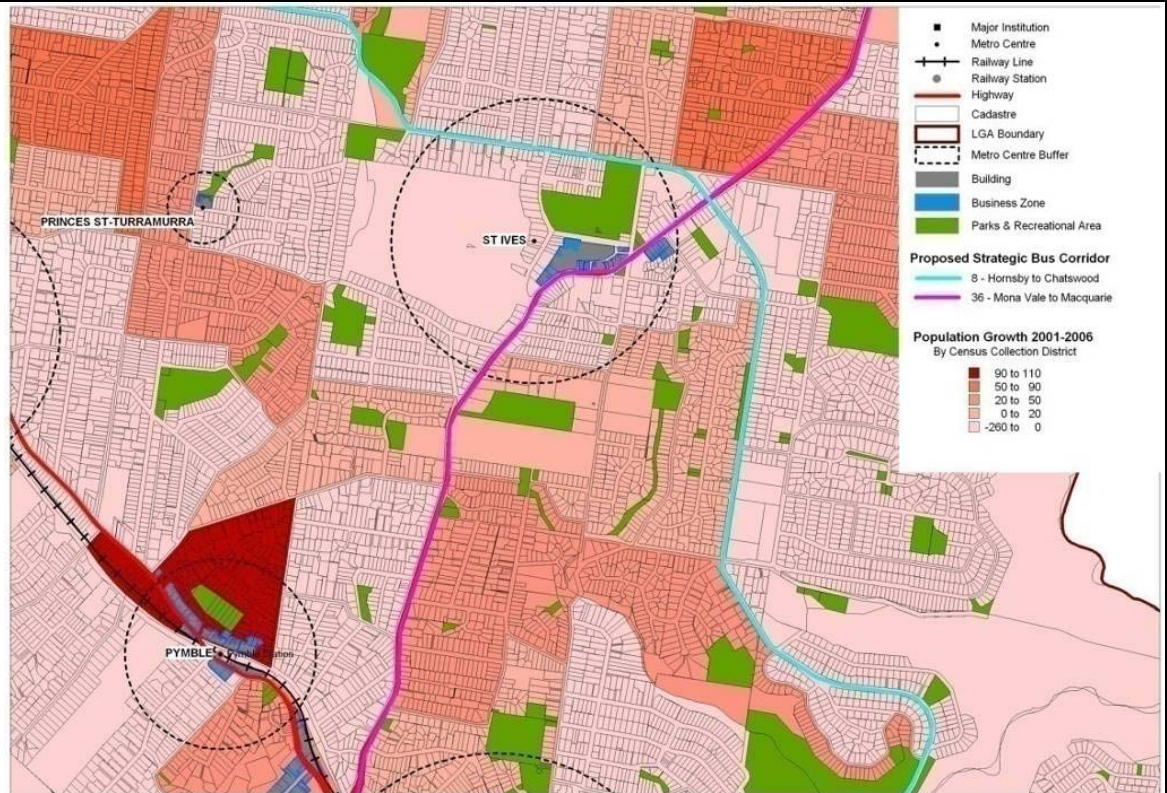 Major Institution
Metro Centre
Railway Line
Railway Station
Highway
Cadastre
LGA Boundary
Metro Centre Buffer
Building
Business Zone
Parks & Recreational Area
Proposed Strategic Bus Corridor
8 - Hornsby to Chatswood
36 - Mona Vale to Macquarie
Population Growth 2001-2006
By Census Collection District
90 to 110
50 to 90
20 to 50
0 to 20
-260 to 0
PRINCES ST-TURRAMURRA
ST IVES
PYMBLE
Pymble Station